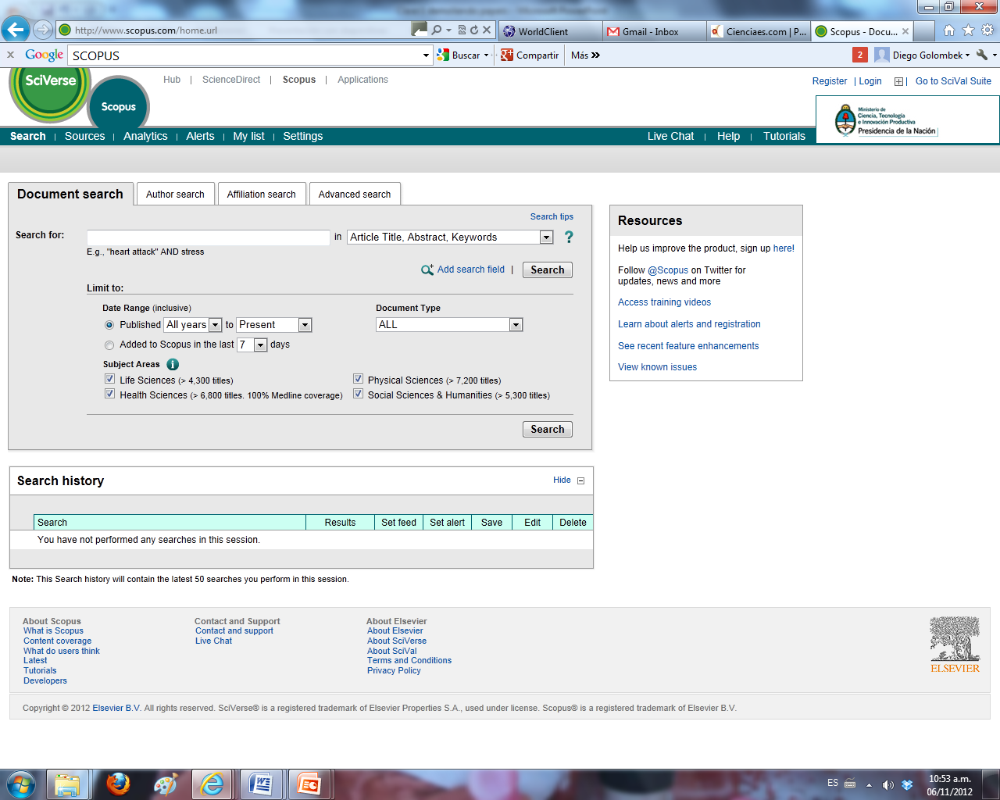 http://www.scopus.com/home.url
WorldClient
Gmail - Inbox
Cienciaes.com | P...
Scopus - Docu...
x Google SCOPUS
Buscar
Compartir
Más »
2
Diego Golombek
SciVerse
Scopus
Hub | ScienceDirect | Scopus | Applications
Register | Login
Go to SciVal Suite
Ministerio de
Ciencia, Tecnología
e Innovación Productiva
Presidencia de la Nación
Search | Sources | Analytics | Alerts | My list | Settings
Live Chat | Help | Tutorials
Document search
Author search
Affiliation search
Advanced search
Search tips
Search for:
in Article Title, Abstract, Keywords ?
E.g., "heart attack" AND stress
Add search field | Search
Limit to:
Date Range (inclusive)
Document Type
Published All years to Present
ALL
Added to Scopus in the last 7 days
Subject Areas i
Life Sciences (> 4,300 titles)
Physical Sciences (> 7,200 titles)
Health Sciences (> 6,800 titles. 100% Medline coverage)
Social Sciences & Humanities (> 5,300 titles)
Search
Resources
Help us improve the product, sign up here!
Follow @Scopus on Twitter for
updates, news and more
Access training videos
Learn about alerts and registration
See recent feature enhancements
View known issues
Search history
Hide
Search Results Set feed Set alert Save Edit Delete
You have not performed any searches in this session.
Note: This Search history will contain the latest 50 searches you perform in this session.
About Scopus
What is Scopus
Content coverage
What do users think
Latest
Tutorials
Developers
Contact and Support
Contact and support
Live Chat
About Elsevier
About Elsevier
About SciVerse
About SciVal
Terms and Conditions
Privacy Policy
ELSEVIER
Copyright © 2012 Elsevier B.V. All rights reserved. SciVerse® is a registered trademark of Elsevier Properties S.A., used under license. Scopus® is a registered trademark of Elsevier B.V.
ES
10:53 a.m.
06/11/2012